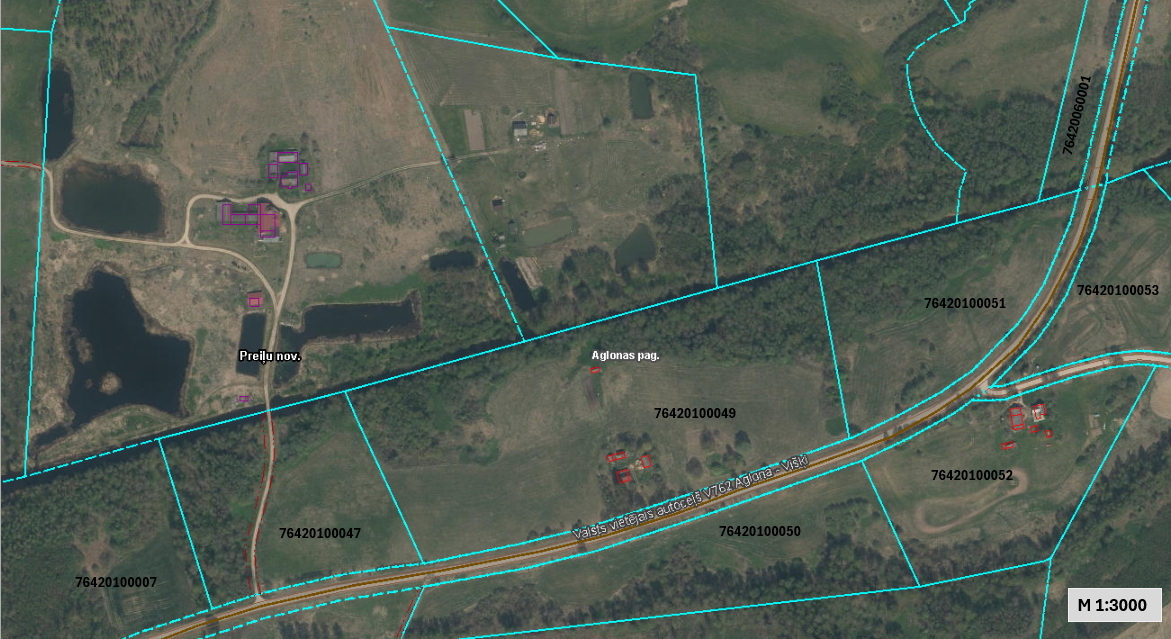 76420060001
76420100053
76420100051
Preiļu nov.
Aglonas pag.
76420100049
Valsts vietējais autoceļš V762 Aglona - Višķi
76420100052
76420100047
76420100050
76420100007
M 1:3000